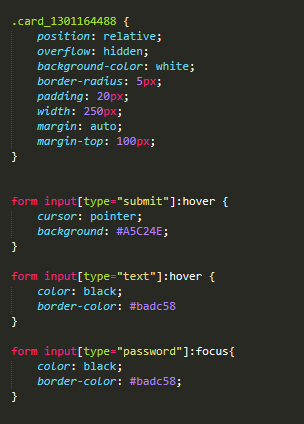 .card_1301164488 {
position: relative;
overflow: hidden;
background-color: white;
border-radius: 5px;
padding: 20px;
width: 250px;
margin: auto;
margin-top: 100px;
}
form input[type="submit"]:hover {
cursor: pointer;
background: #A5C24E;
}
form input[type="text"]:hover {
color: black;
border-color: #badc58
}
form input[type="password"]:focus{
color: black;
border-color: #badc58;
}